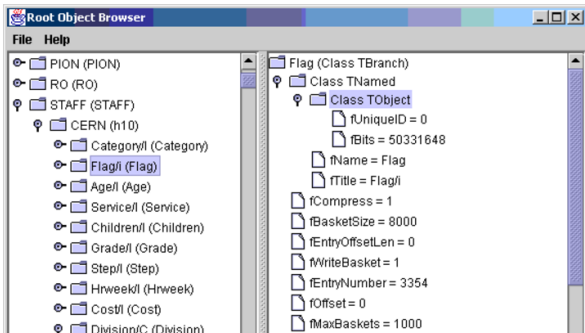 Root Object Browser
File Help
PION (PION)
RO (RO)
STAFF (STAFF)
CERN (h10)
Category/I (Category)
Flag/i (Flag)
Age/I (Age)
Service/I (Service)
Children/I (Children)
Grade/I (Grade)
Step/I (Step)
Hrweek/I (Hrweek)
Cost/I (Cost)
Division/C (Division)
Flag (Class TBranch)
Class TNamed
Class TObject
fUniqueID = 0
fBits = 50331648
fName = Flag
fTitle = Flag/i
fCompress = 1
fBasketSize = 8000
fEntryOffsetLen = 0
fWriteBasket = 1
fEntryNumber = 3354
fOffset = 0
fMaxBaskets = 1000